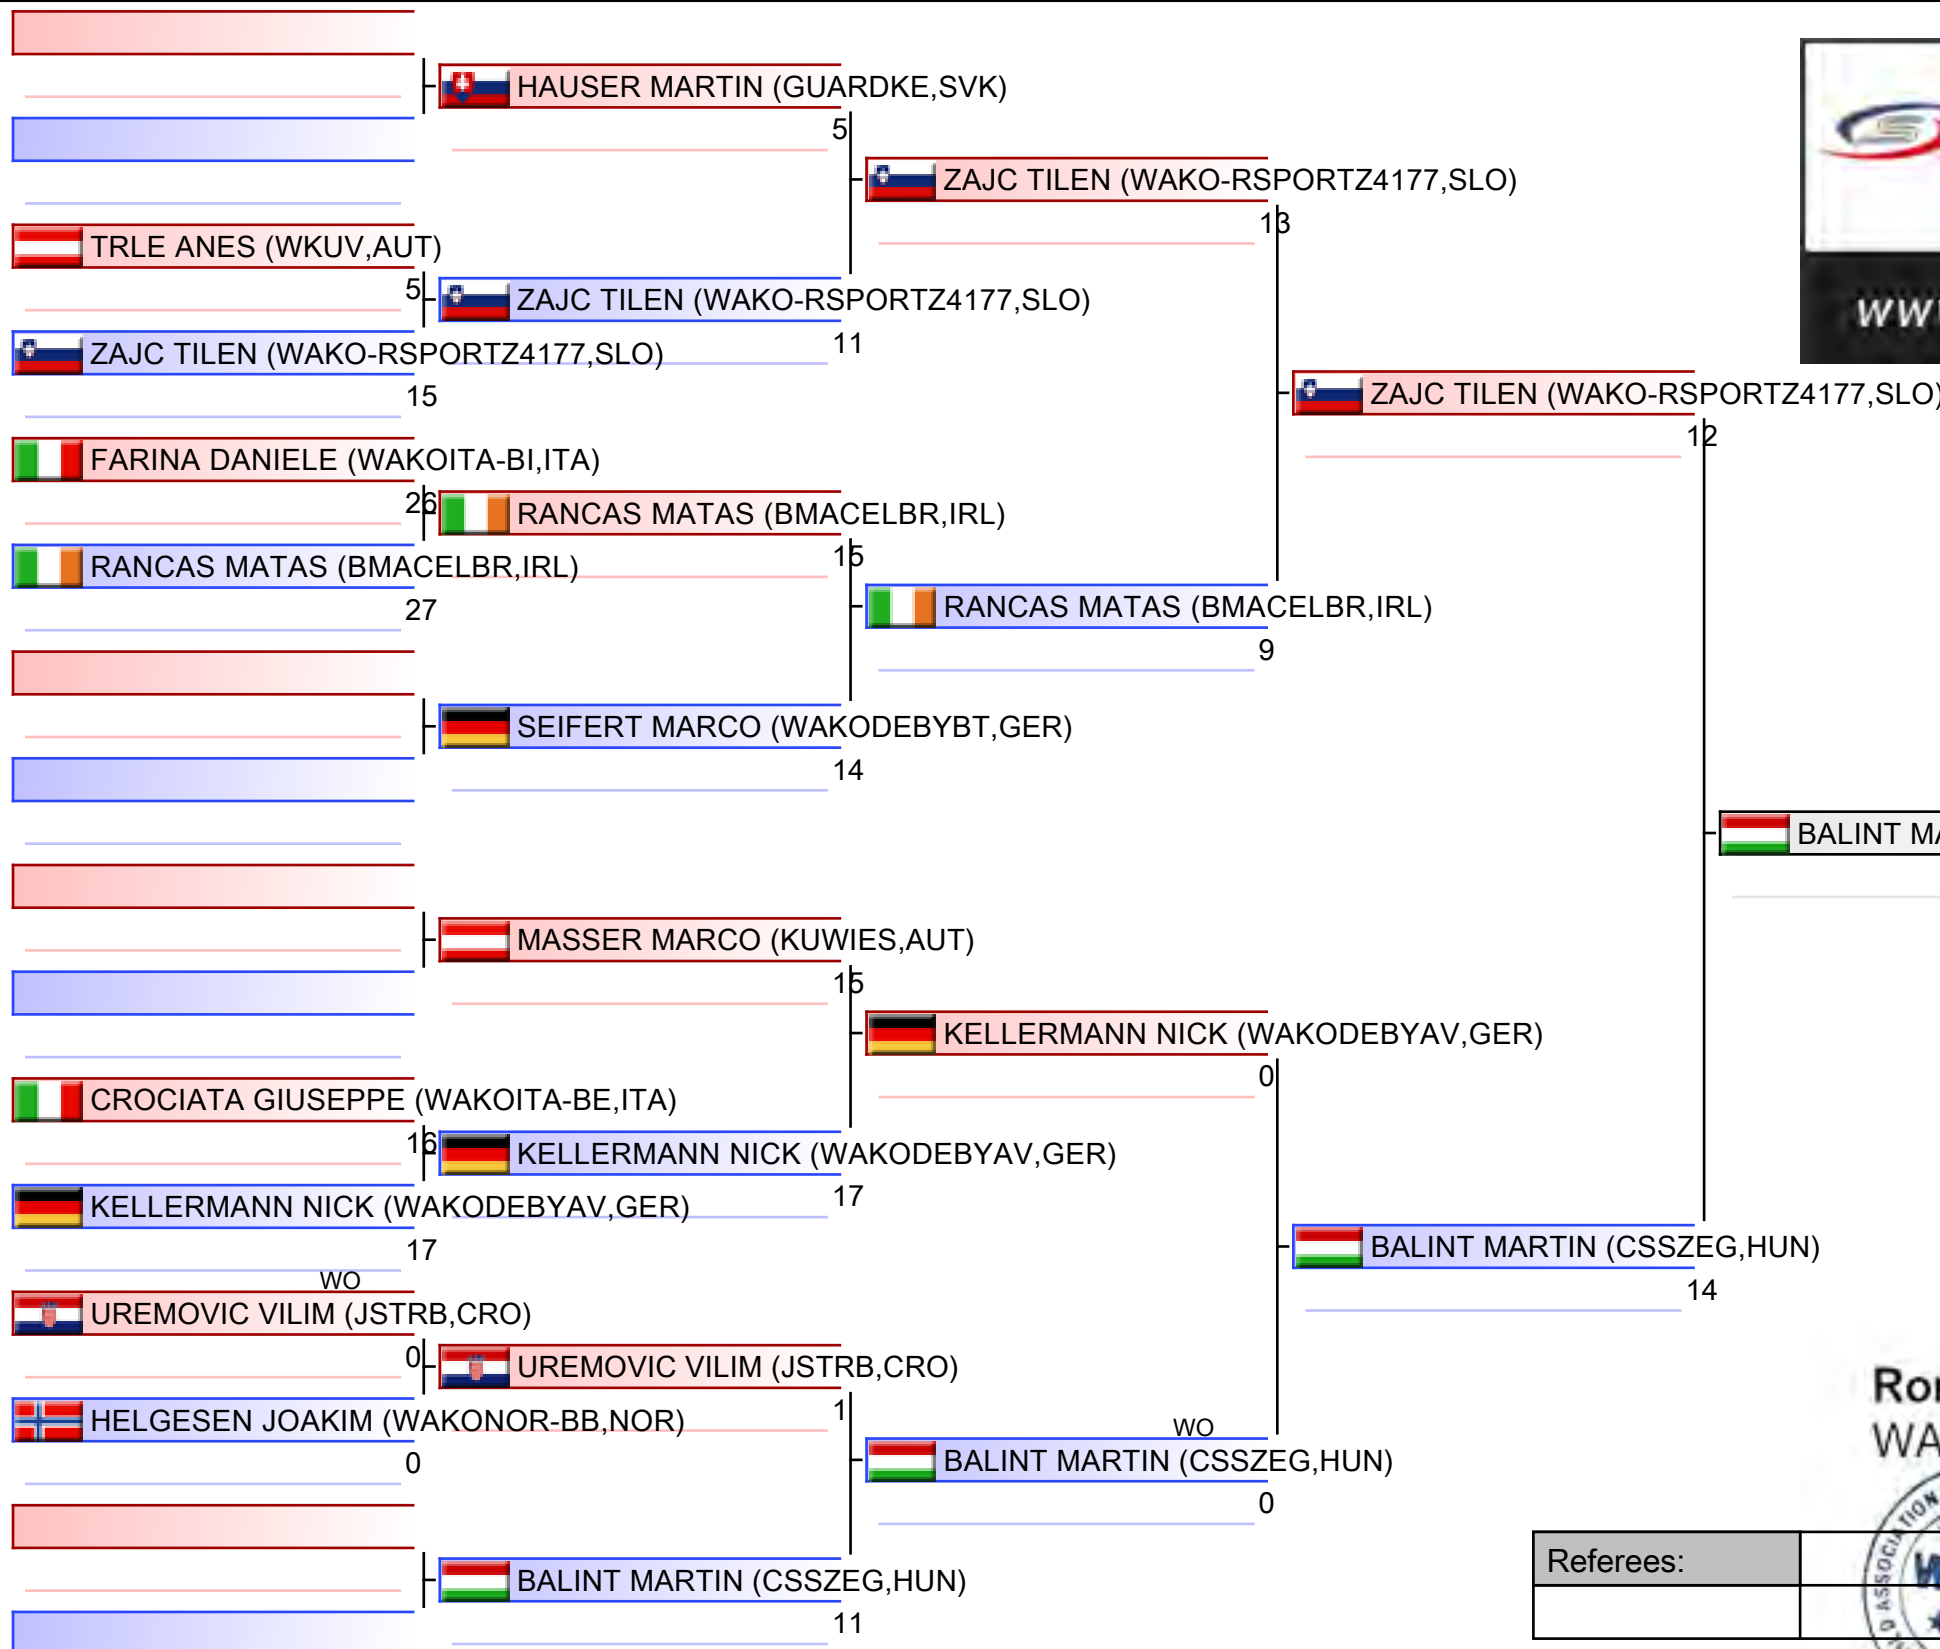 HAUSER MARTIN (GUARDKE,SVK)
5
ZAJC TILEN (WAKO-RSPORTZ4177,SLO)
13
TRLE ANES (WKUV,AUT)
5
ZAJC TILEN (WAKO-RSPORTZ4177,SLO)
11
ZAJC TILEN (WAKO-RSPORTZ4177,SLO)
15
ZAJC TILEN (WAKO-RSPORTZ4177,SLO)
12
FARINA DANIELE (WAKOITA-BI,ITA)
26
RANCAS MATAS (BMACELBR,IRL)
15
RANCAS MATAS (BMACELBR,IRL)
27
RANCAS MATAS (BMACELBR,IRL)
9
SEIFERT MARCO (WAKODEBYBT,GER)
14
BALINT
MASSER MARCO (KUWIES,AUT)
15
KELLERMANN NICK (WAKODEBYAV,GER)
0
CROCIATA GIUSEPPE (WAKOITA-BE,ITA)
16
KELLERMANN NICK (WAKODEBYAV,GER)
17
KELLERMANN NICK (WAKODEBYAV,GER)
17
BALINT MARTIN (CSSZEG,HUN)
14
WO
UREMOVIC VILIM (JSTRB,CRO)
0
UREMOVIC VILIM (JSTRB,CRO)
1
HELGESEN JOAKIM (WAKONOR-BB,NOR)
0
WO
BALINT MARTIN (CSSZEG,HUN)
0
BALINT MARTIN (CSSZEG,HUN)
11
Referees:
ASSOCIATION